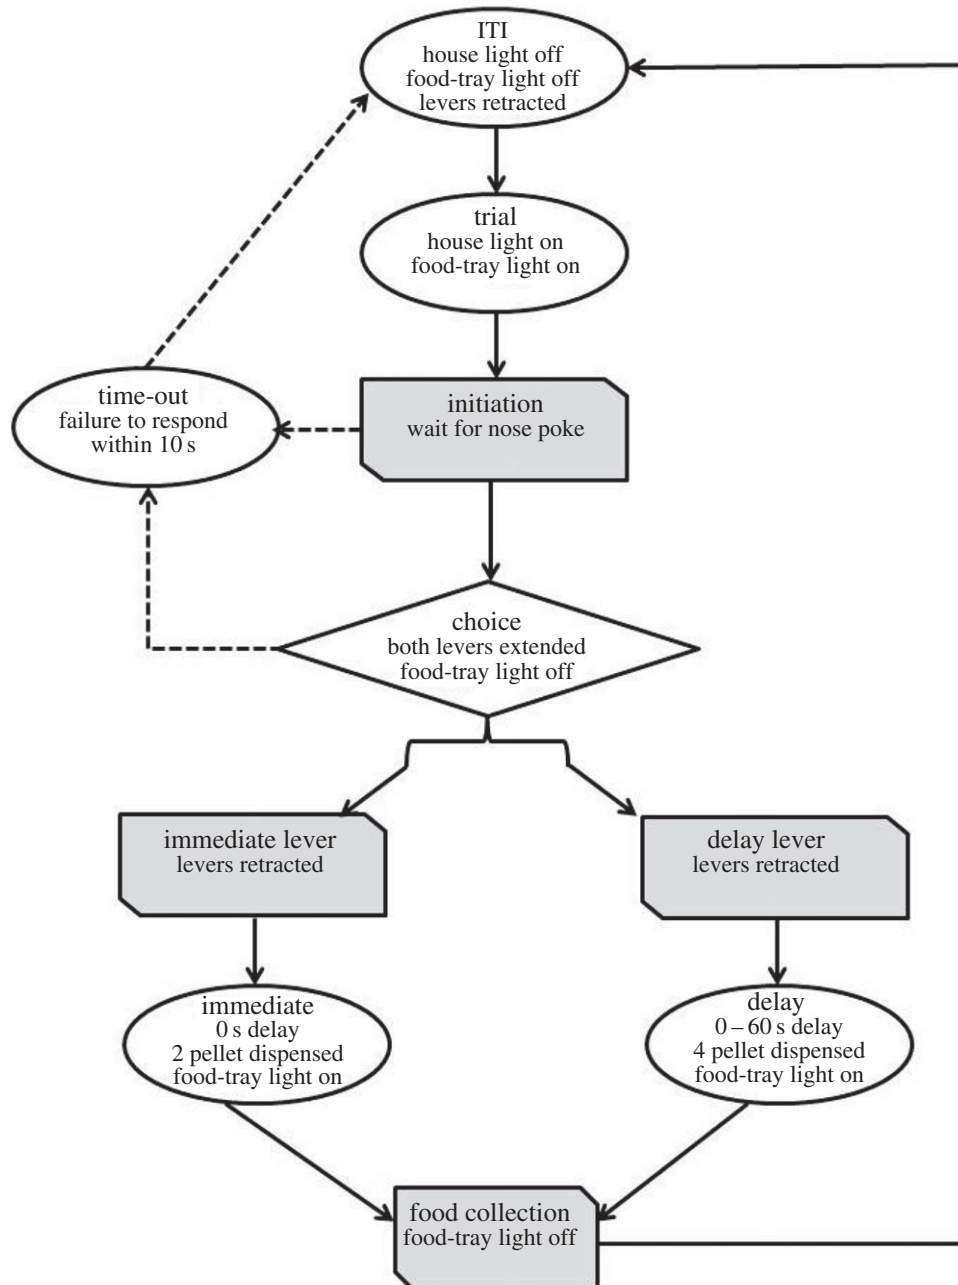 ITI
house light off
food-tray light off
levers retracted
trial
house light on
food-tray light on
time-out
failure to respond
within 10 s
initiation
wait for nose poke
choice
both levers extended
food-tray light off
immediate lever
levers retracted
delay lever
levers retracted
immediate
0 s delay
2 pellet dispensed
food-tray light on
delay
0 – 60 s delay
4 pellet dispensed
food-tray light on
food collection
food-tray light off